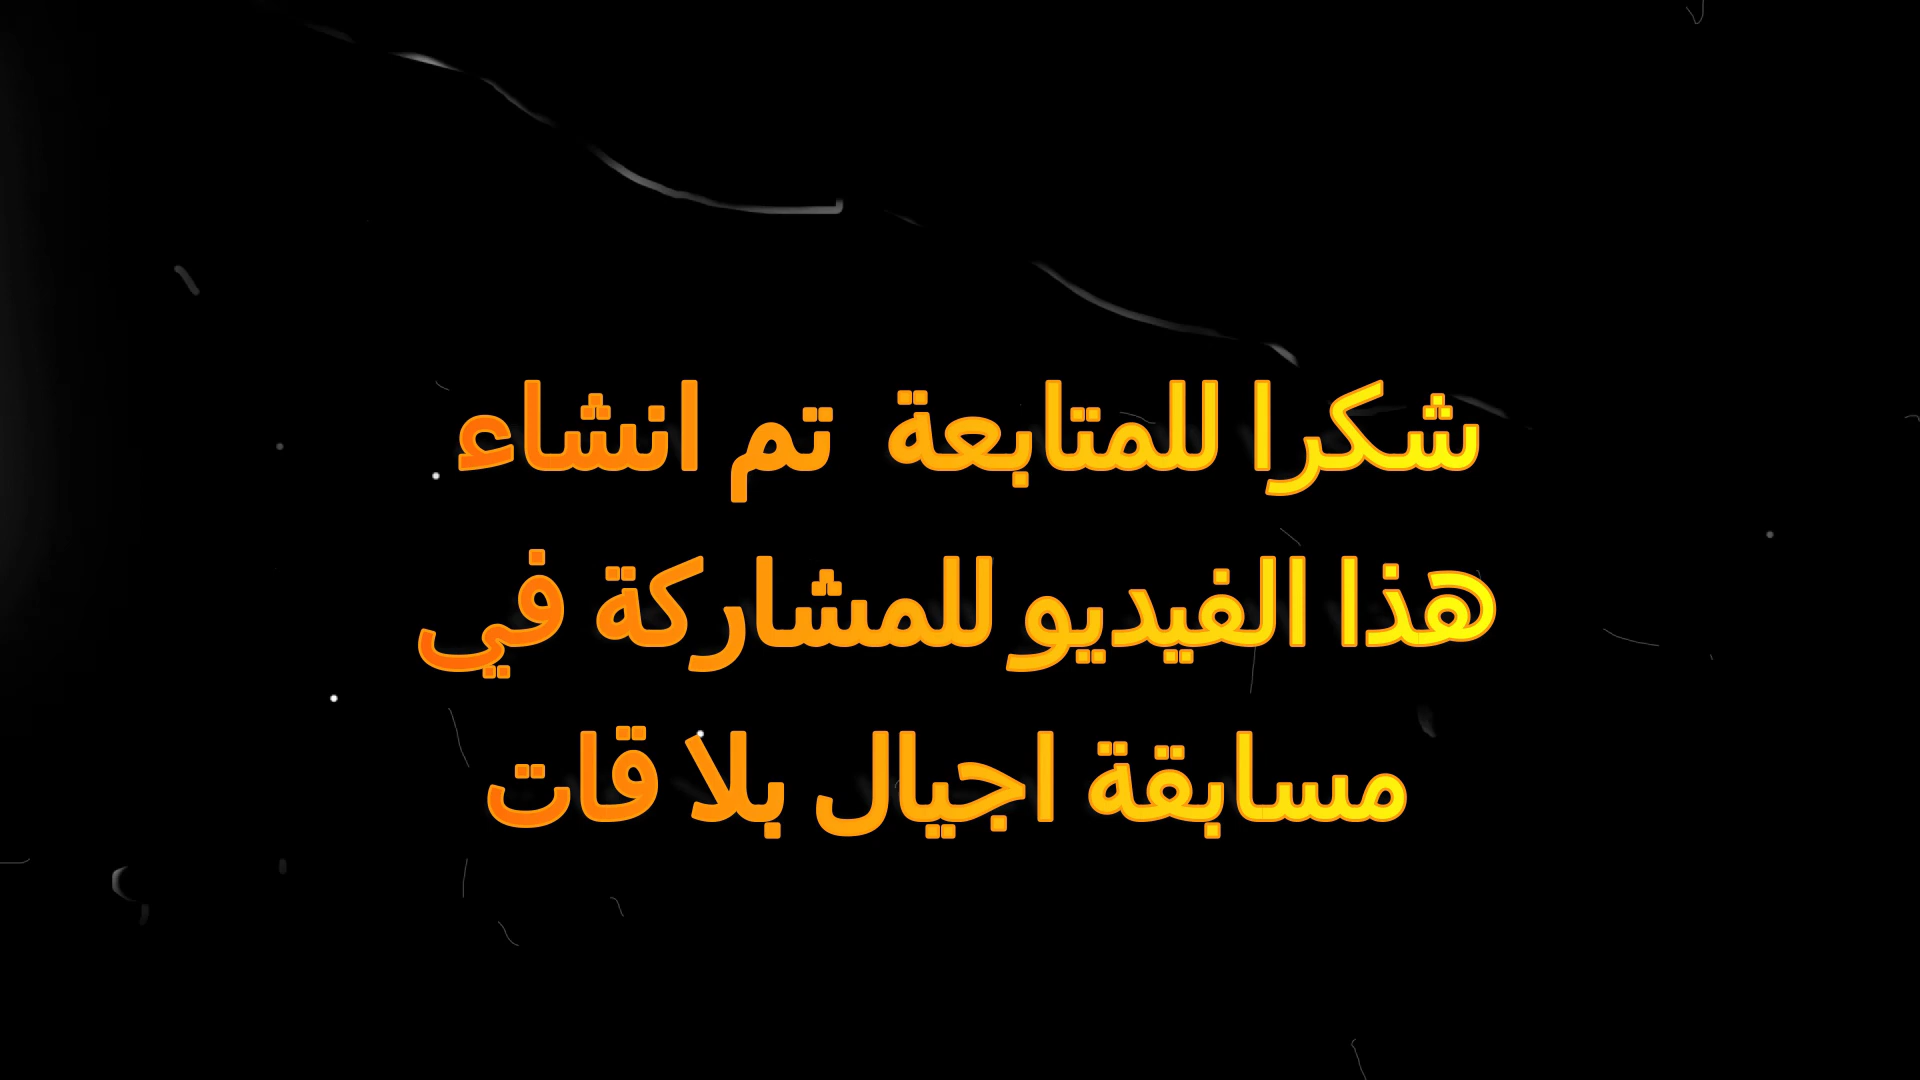 شكرا للمتابعة  تم انشاء
هذا الفيديو للمشاركة في
مسابقة اجيال بلا قات